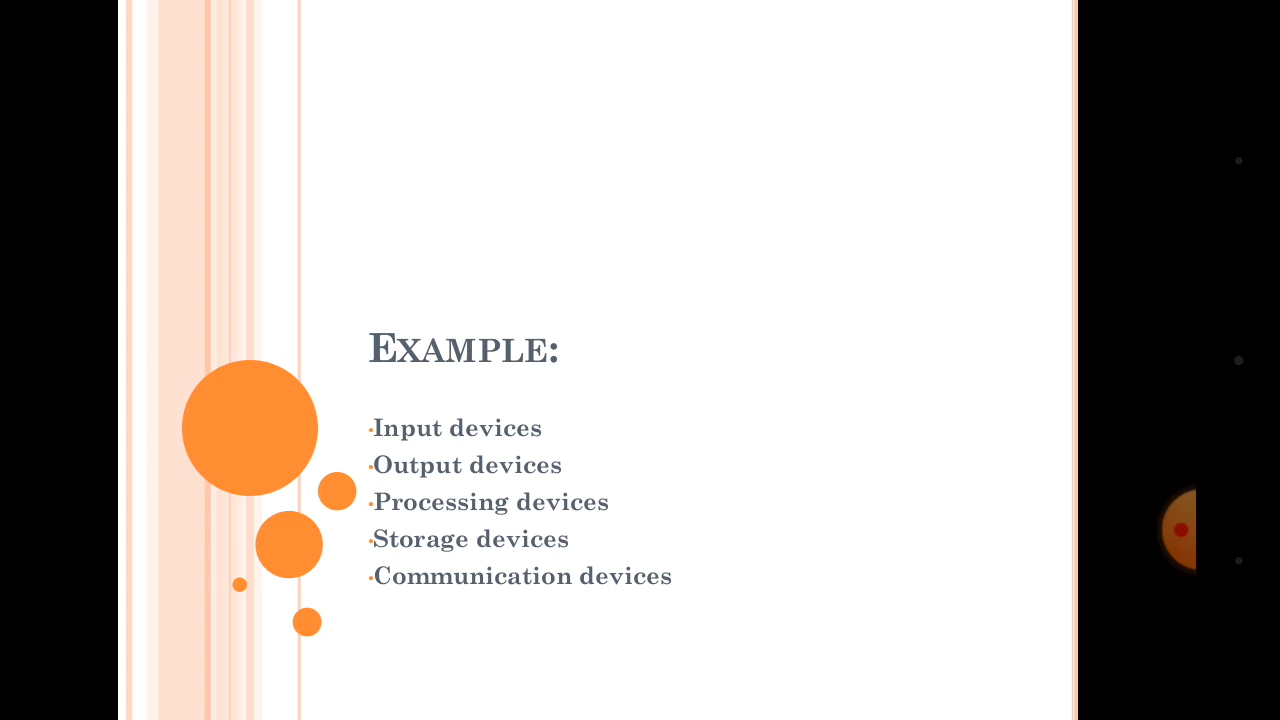 EXAMPLE:
•Input devices
•Output devices
•Processing devices
•Storage devices
•Communication devices